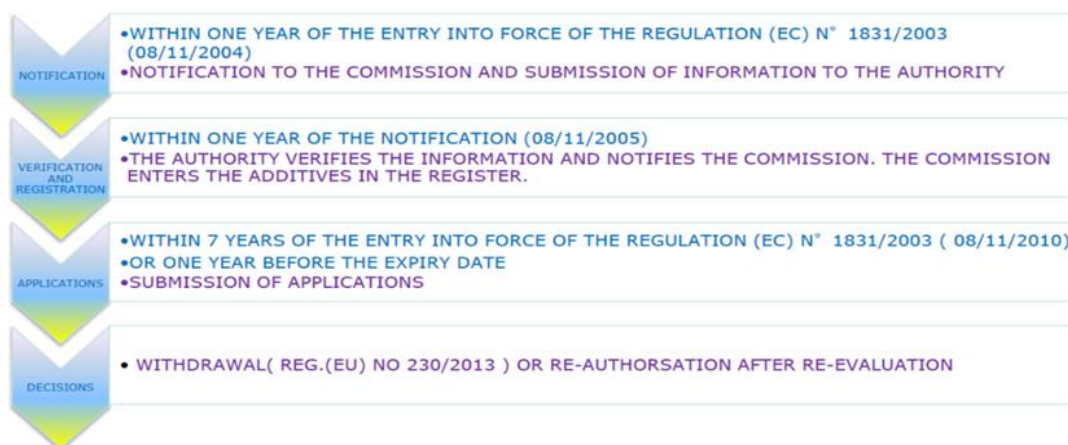 NOTIFICATION
•WITHIN ONE YEAR OF THE ENTRY INTO FORCE OF THE REGULATION (EC) N° 1831/2003
(08/11/2004)
•NOTIFICATION TO THE COMMISSION AND SUBMISSION OF INFORMATION TO THE AUTHORITY
VERIFICATION
AND
REGISTRATION
•WITHIN ONE YEAR OF THE NOTIFICATION (08/11/2005)
•THE AUTHORITY VERIFIES THE INFORMATION AND NOTIFIES THE COMMISSION. THE COMMISSION
ENTERS THE ADDITIVES IN THE REGISTER.
APPLICATIONS
•WITHIN 7 YEARS OF THE ENTRY INTO FORCE OF THE REGULATION (EC) N° 1831/2003 ( 08/11/2010)
•OR ONE YEAR BEFORE THE EXPIRY DATE
•SUBMISSION OF APPLICATIONS
DECISIONS
• WITHDRAWAL( REG.(EU) NO 230/2013 ) OR RE-AUTHORSATION AFTER RE-EVALUATION